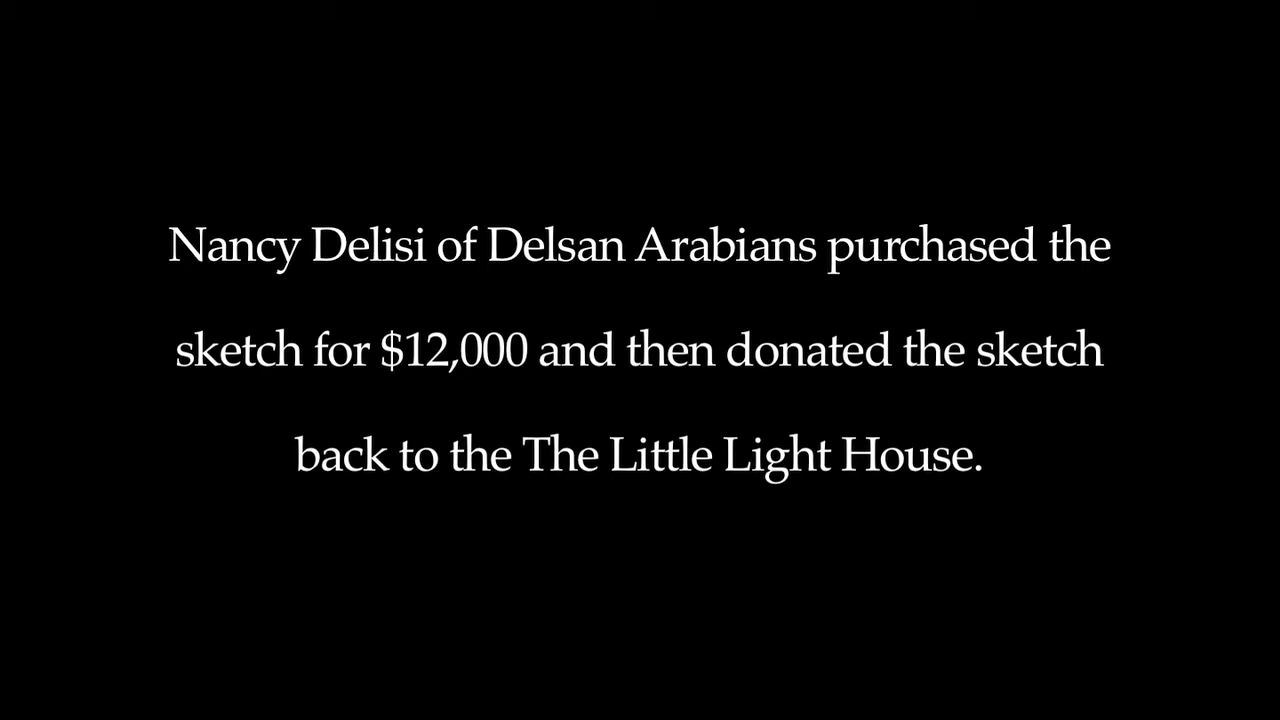 Nancy Delisi of Delsan Arabians purchased the
sketch for $12,000 and then donated the sketch
back to the The Little Light House.